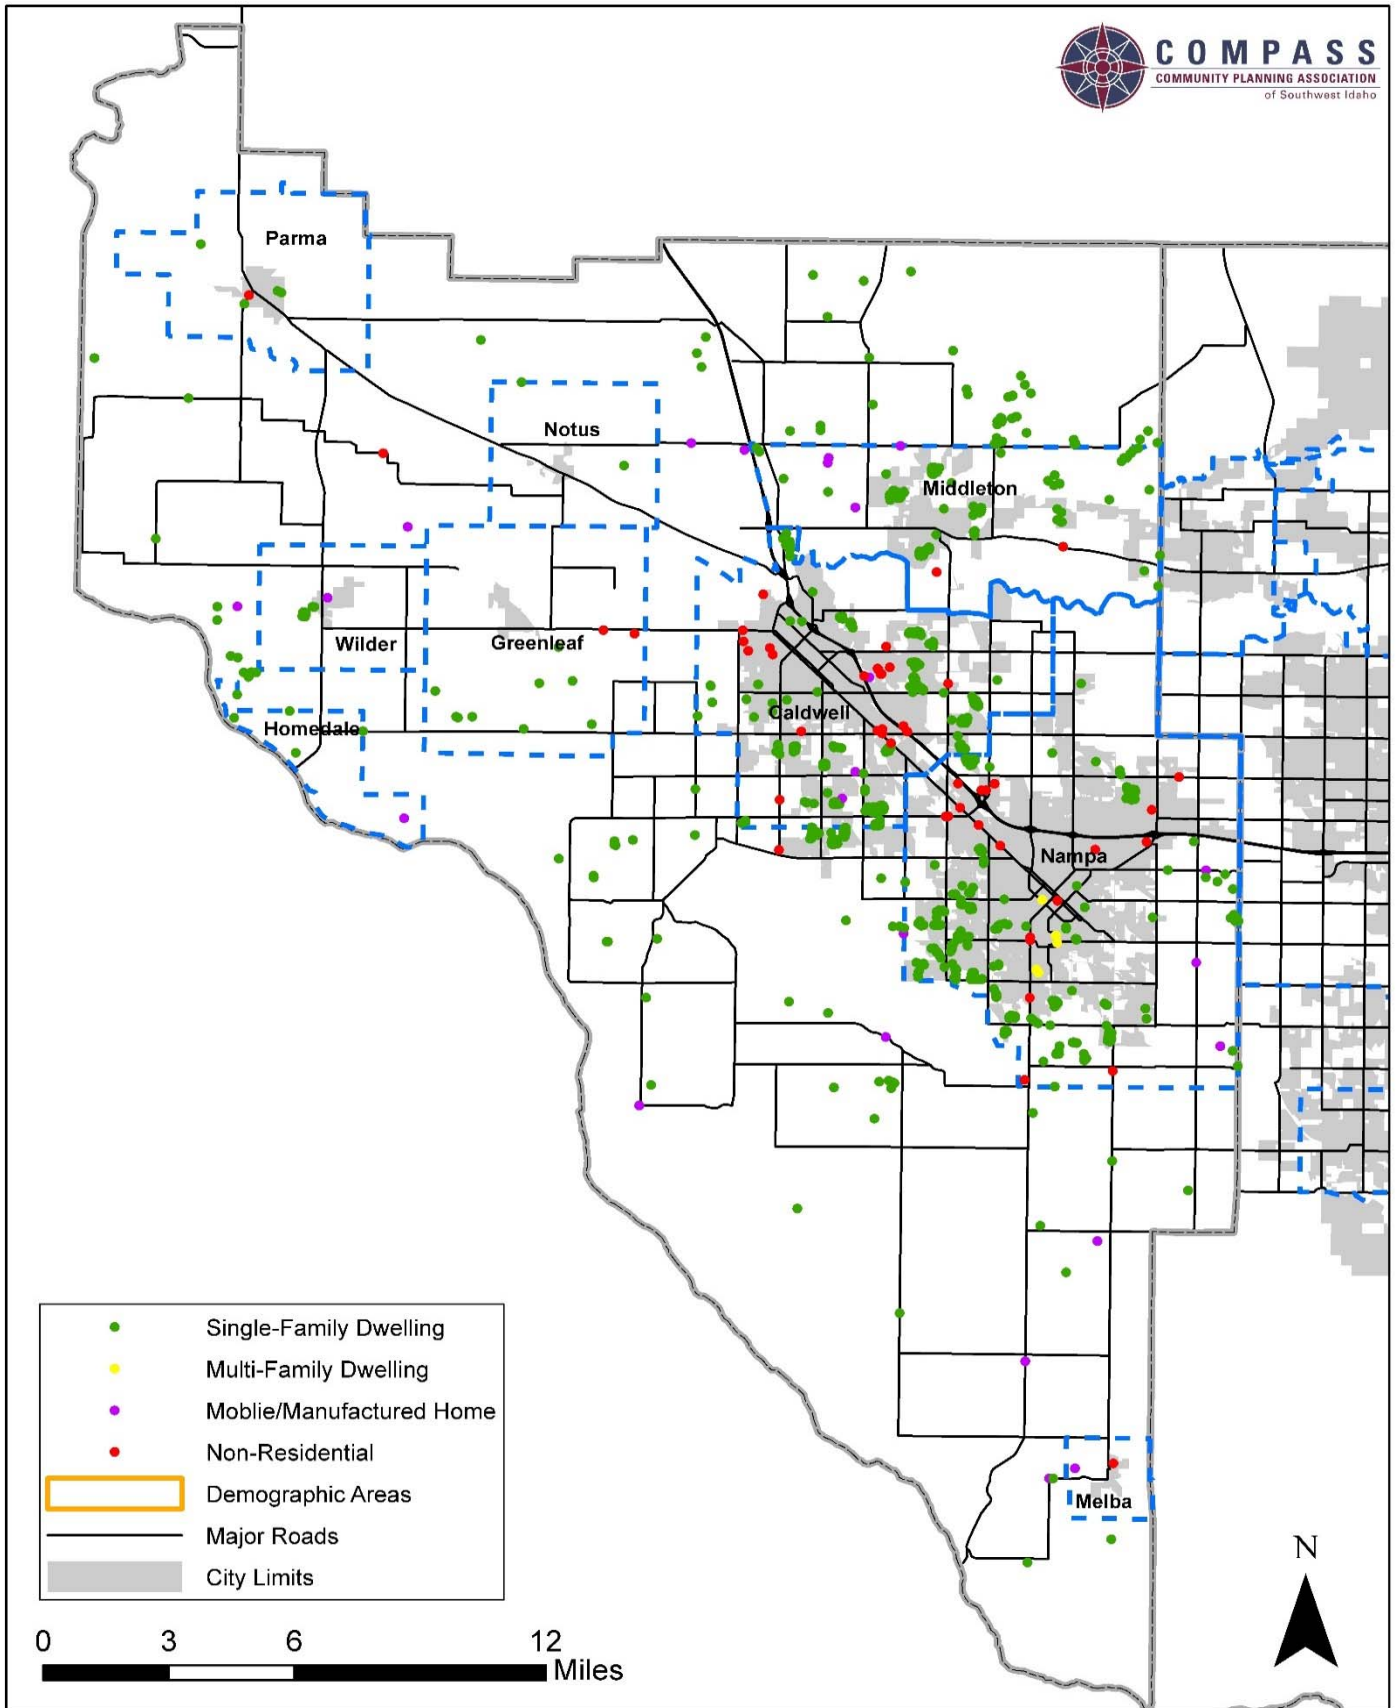 COMPASS
COMMUNITY PLANNING ASSOCIATION
of Southwest Idaho
Parma
Notus
Middleton
Wilder
Greenleaf
Homedale
Caldwell
Nampa
Melba
Single-Family Dwelling
Multi-Family Dwelling
Moblie/Manufactured Home
Non-Residential
Demographic Areas
Major Roads
City Limits
N
0 3 6 12
Miles